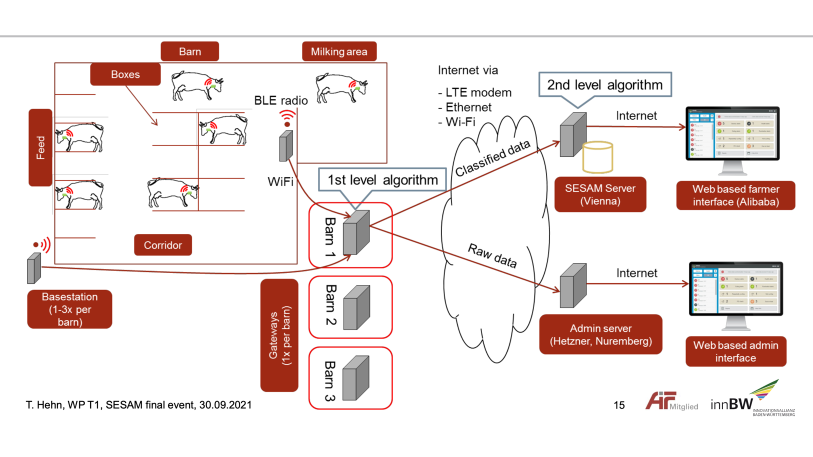 Barn
Milking area
Boxes
BLE radio
Feed
WiFi
Corridor
Basestation
(1-3x per
barn)
Gateways
(1x per barn)
1st level algorithm
Barn 1
Barn 2
Barn 3
Internet via
- LTE modem
- Ethernet
- Wi-Fi
Classified data
Raw data
2nd level algorithm
Internet
SESAM Server
(Vienna)
Web based farmer
interface (Alibaba)
Internet
Admin server
(Hetzner, Nuremberg)
Web based admin
interface
T. Hehn, WP T1, SESAM final event, 30.09.2021
15
AiF Mitglied
innBW
INNOVATIONSALLIANZ
BADEN-WÜRTTEMBERG